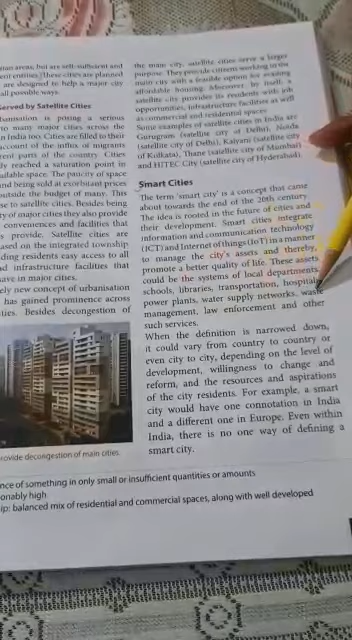 areas, but are self-sufficient and
entities. These cities are planned
are designed to help a major city
all possible ways.
Served by Satellite Cities
is posing a serious
to many major cities across the
in India too. Cities are filled to their
account of the influx of migrants
rent parts of the country. Cities
ly reached a saturation point in
ailable space. The paucity of space
and being sold at exorbitant prices
outside the budget of many. This
se to satellite cities. Besides being
ty of major cities they also provide
conveniences and facilities that
s provide. Satellite cities are
ased on the integrated township
ding residents easy access to all
nd infrastructure facilities that
ave in major cities.
ely new concept of urbanisation
has gained prominence across
ties. Besides decongestion of
rovide decongestion of main cities.
the main city, satellite cities serve a larger
purpose. They provide citizens working in the
main city with a feasible option for availing
affordable housing. Moreover, by itself, a
satellite city provides its residents with job
opportunities, infrastructure facilities as well
as commercial and residential spaces.
Some examples of satellite cities in India are
Gurugram (satellite city of Delhi), Noida
(satellite city of Delhi), Kalyani (satellite city
of Kolkata), Thane (satellite city of Mumbai)
and HITEC City (satellite city of Hyderabad).
Smart Cities
The term 'smart city' is a concept that came
about towards the end of the 20th century.
The idea is rooted in the future of cities and
their development. Smart cities integrate
information and communication technology
(ICT) and Internet of things (IoT) in a manner
to manage the city's assets and thereby,
promote a better quality of life. These assets
could be the systems of local departments,
schools, libraries, transportation, hospitals,
power plants, water supply networks, waste
management, law enforcement and other
such services.
When the definition is narrowed down,
it could vary from country to country or
even city to city, depending on the level of
development, willingness to change and
reform, and the resources and aspirations
of the city residents. For example, a smart
city would have one connotation in India
and a different one in Europe. Even within
India, there is no one way of defining a
smart city.
nce of something in only small or insufficient quantities or amounts
onably high
ip: balanced mix of residential and commercial spaces, along with well developed